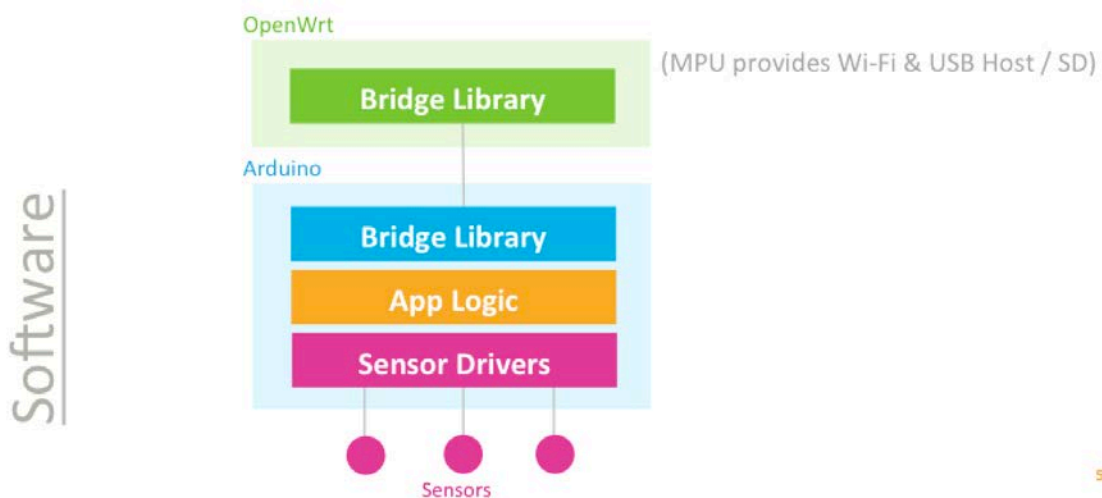 OpenWrt
(MPU provides Wi-Fi & USB Host / SD)
Bridge Library
Arduino
Bridge Library
App Logic
Sensor Drivers
Sensors
Software